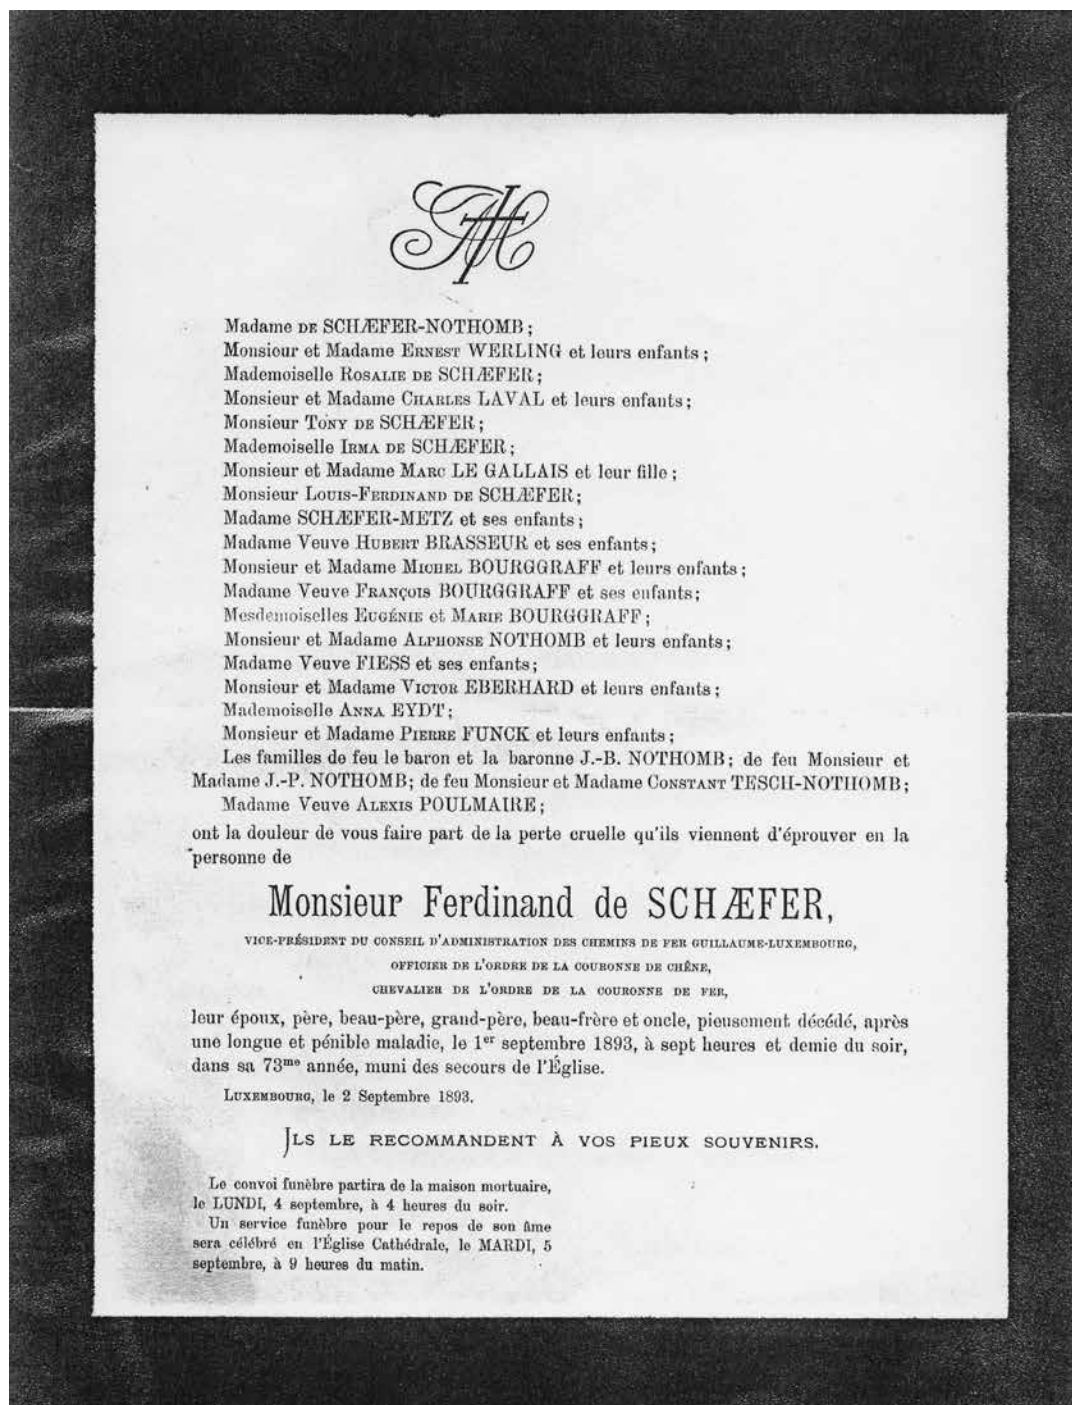 Madame DE SCHÆFER-NOTHOMB;
Monsieur et Madame ERNEST WERLING et leurs enfants;
Mademoiselle ROSALIE DE SCHÆFER;
Monsieur et Madame CHARLES LAVAL et leurs enfants;
Monsieur TONY DE SCHÆFER;
Mademoiselle IRMA DE SCHÆFER;
Monsieur et Madame MARC LE GALLAIS et leur fille;
Monsieur LOUIS-FERDINAND DE SCHÆFER;
Madame SCHÆFER-METZ et ses enfants;
Madame Veuve HUBERT BRASSEUR et ses enfants;
Monsieur et Madame MICHEL BOURGGRAFF et leurs enfants;
Madame Veuve FRANÇOIS BOURGGRAFF et ses enfants;
Mesdemoiselles EUGÉNIE et MARIE BOURGGRAFF;
Monsieur et Madame ALPHONSE NOTHOMB et leurs enfants;
Madame Veuve FIESS et ses enfants;
Monsieur et Madame VICTOR EBERHARD et leurs enfants;
Mademoiselle ANNA EYDT;
Monsieur et Madame PIERRE FUNCK et leurs enfants;
Les familles de feu le baron et la baronne J.-B. NOTHOMB; de feu Monsieur et
Madame J.-P. NOTHOMB; de feu Monsieur et Madame CONSTANT TESCH-NOTHOMB;
Madame Veuve ALEXIS POULMAIRE;
ont la douleur de vous faire part de la perte cruelle qu'ils viennent d'éprouver en la
personne de
Monsieur Ferdinand de SCHÆFER,
VICE-PRÉSIDENT DU CONSEIL D'ADMINISTRATION DES CHEMINS DE FER GUILLAUME-LUXEMBOURG,
OFFICIER DE L'ORDRE DE LA COURONNE DE CHÊNE,
CHEVALIER DE L'ORDRE DE LA COURONNE DE FER,
leur époux, père, beau-père, grand-père, beau-frère et oncle, pieusement décédé, après
une longue et pénible maladie, le 1er septembre 1893, à sept heures et demie du soir,
dans sa 73me année, muni des secours de l'Église.
LUXEMBOURG, le 2 Septembre 1893.
ILS LE RECOMMANDENT À VOS PIEUX SOUVENIRS.
Le convoi funèbre partira de la maison mortuaire,
le LUNDI, 4 septembre, à 4 heures du soir.
Un service funèbre pour le repos de son âme
sera célébré en l'Église Cathédrale, le MARDI, 5
septembre, à 9 heures du matin.